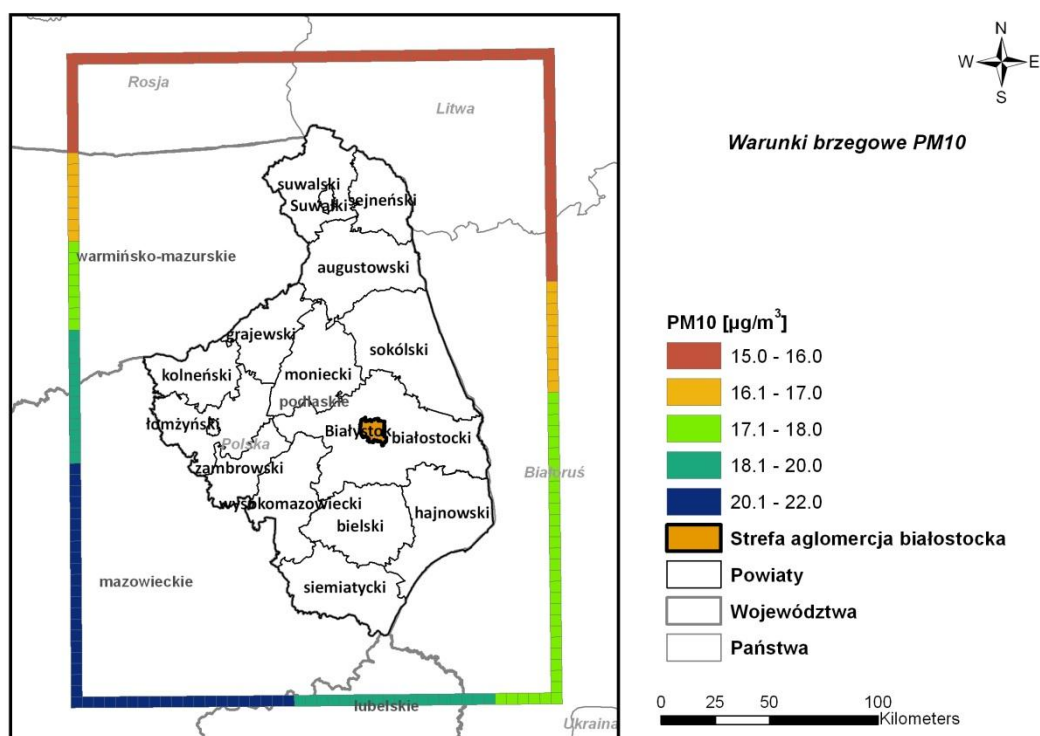 Rosja
Litwa
suwalski
Suwałki
sejneński
warmińsko-mazurskie
augustowski
grajewski
sokólski
kolneński
moniecki
podlaskie
łomżyński
Białystok
białostocki
Polska
zambrowski
Białoruś
wysokomazowiecki
hajnowski
bielski
mazowieckie
siemiatycki
lubelskie
Ukraina
N
W
E
S
Warunki brzegowe PM10
PM10 [µg/m³]
15.0 - 16.0
16.1 - 17.0
17.1 - 18.0
18.1 - 20.0
20.1 - 22.0
Strefa aglomercja białostocka
Powiaty
Województwa
Państwa
0 25 50 100
Kilometers